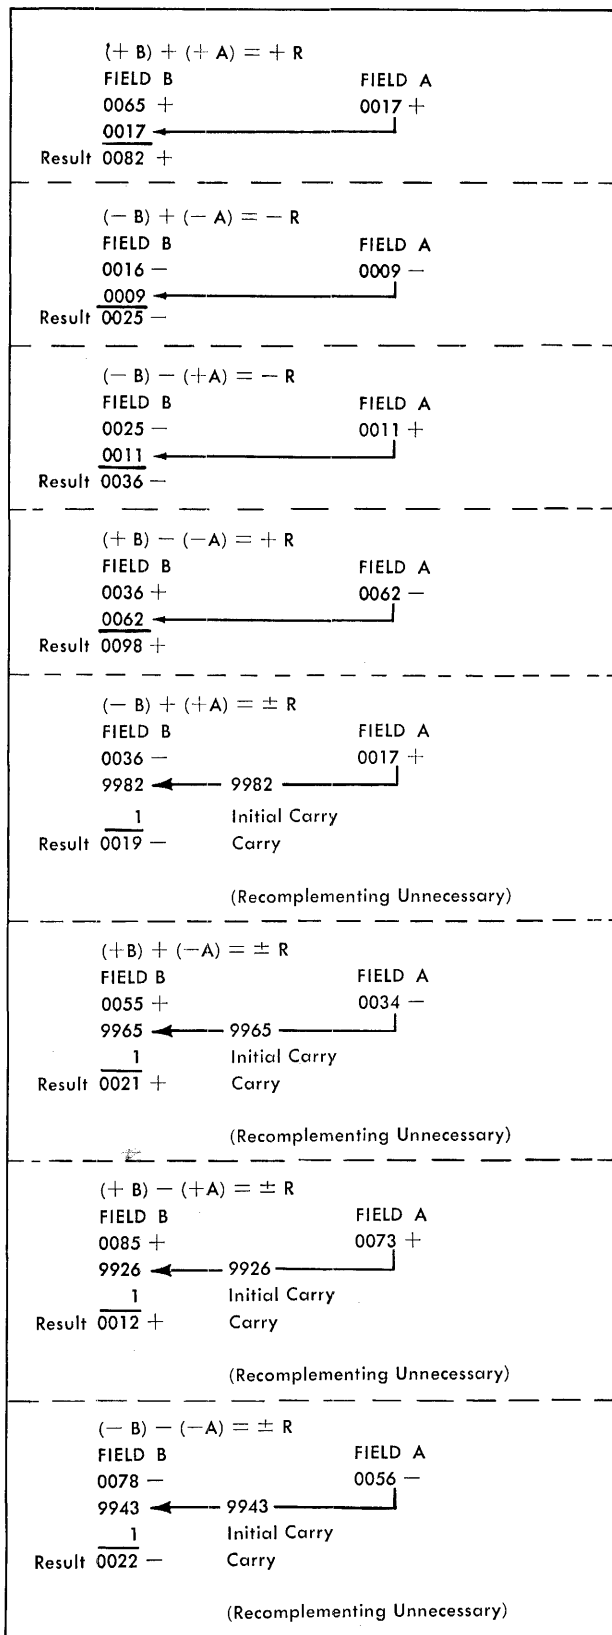 (+ B) + (+ A) = + R
FIELD B FIELD A
0065 + 0017 +
0017
Result 0082 +
(− B) + (− A) = − R
FIELD B FIELD A
0016 − 0009 −
0009
Result 0025 −
(− B) − (+A) = − R
FIELD B FIELD A
0025 − 0011 +
0011
Result 0036 −
(+ B) − (−A) = + R
FIELD B FIELD A
0036 + 0062 −
0062
Result 0098 +
(− B) + (+A) = ± R
FIELD B FIELD A
0036 − 0017 +
9982 9982
1 Initial Carry
Result 0019 − Carry
(Recomplementing Unnecessary)
(+B) + (−A) = ± R
FIELD B FIELD A
0055 + 0034 −
9965 9965
1 Initial Carry
Result 0021 + Carry
(Recomplementing Unnecessary)
(+ B) − (+A) = ± R
FIELD B FIELD A
0085 + 0073 +
9926 9926
1 Initial Carry
Result 0012 + Carry
(Recomplementing Unnecessary)
(− B) − (−A) = ± R
FIELD B FIELD A
0078 − 0056 −
9943 9943
1 Initial Carry
Result 0022 − Carry
(Recomplementing Unnecessary)